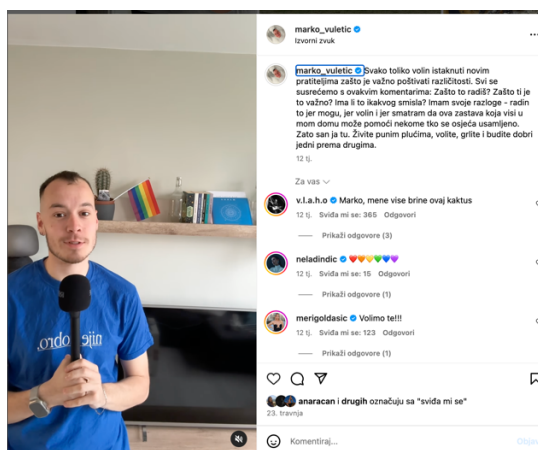 marko_vuletic
Izvorni zvuk
marko_vuletic Svako toliko volin istaknuti novim
pratiteljima zašto je važno poštivati različitosti. Svi se
susrećemo s ovakvim komentarima: Zašto to radiš? Zašto ti je
to važno? Ima li to ikakvog smisla? Imam svoje razloge - radin
to jer mogu, jer volin i jer smatram da ova zastava koja visi u
mom domu može pomoći nekome tko se osjeća usamljeno.
Zato san ja tu. Živite punim plućima, volite, grlite i budite dobri
jedni prema drugima.
12 tj.
Za vas
v.l.a.h.o Marko, mene vise brine ovaj kaktus
12 tj. Sviđa mi se: 365 Odgovori
Prikaži odgovore (3)
neladindic ❤️🧡💛💚💙💜
12 tj. Sviđa mi se: 15 Odgovori
Prikaži odgovore (1)
merigoldasic Volimo te!!!
12 tj. Sviđa mi se: 123 Odgovori
Prikaži odgovore (1)
anaracan i drugih označuju sa "sviđa mi se"
23. travnja
Komentiraj...
Objavi
nije dobro.